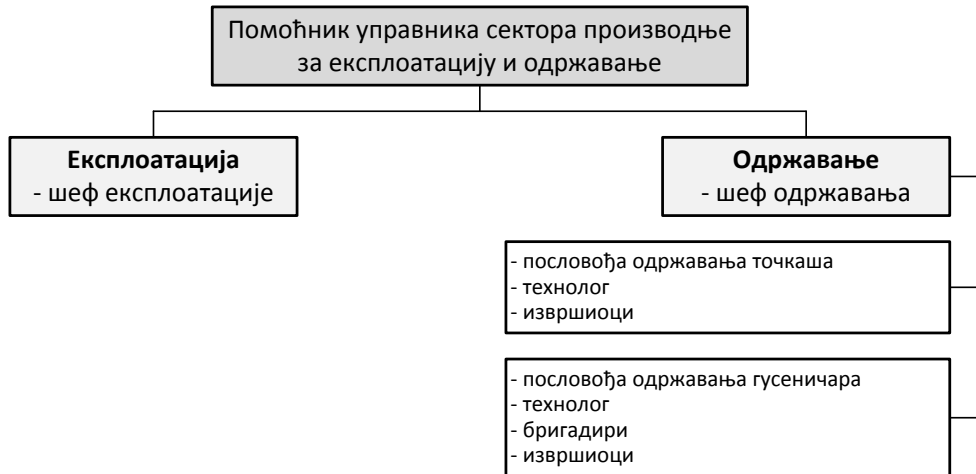 Помоћник управника сектора производње
за експлоатацију и одржавање
Експлоатација
- шеф експлоатације
Одржавање
- шеф одржавања
- пословођа одржавања точкаша
- технолог
- извршиоци
- пословођа одржавања гусеничара
- технолог
- бригадири
- извршиоци